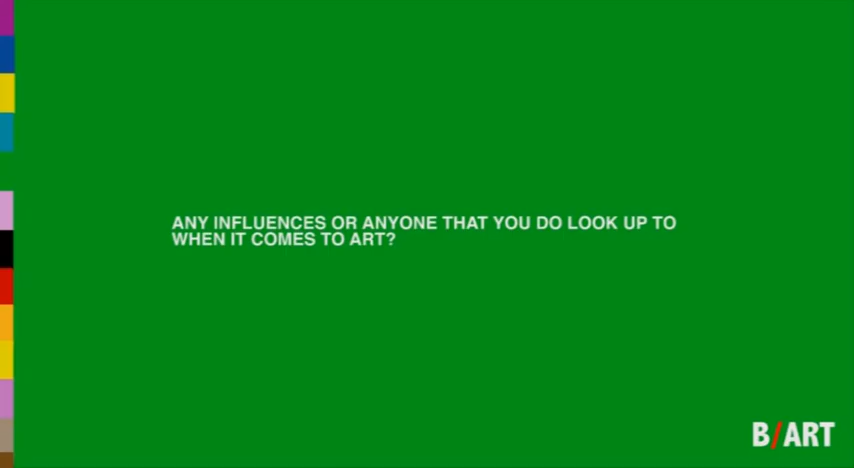 ANY INFLUENCES OR ANYONE THAT YOU DO LOOK UP TO
WHEN IT COMES TO ART?
B/ART